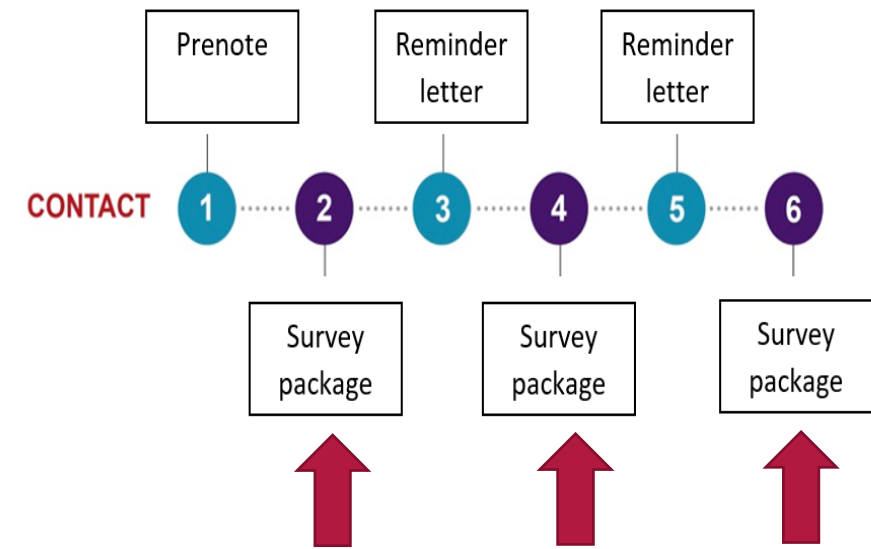 Prenote
Reminder
letter
Reminder
letter
CONTACT 1 2 3 4 5 6
Survey
package
Survey
package
Survey
package